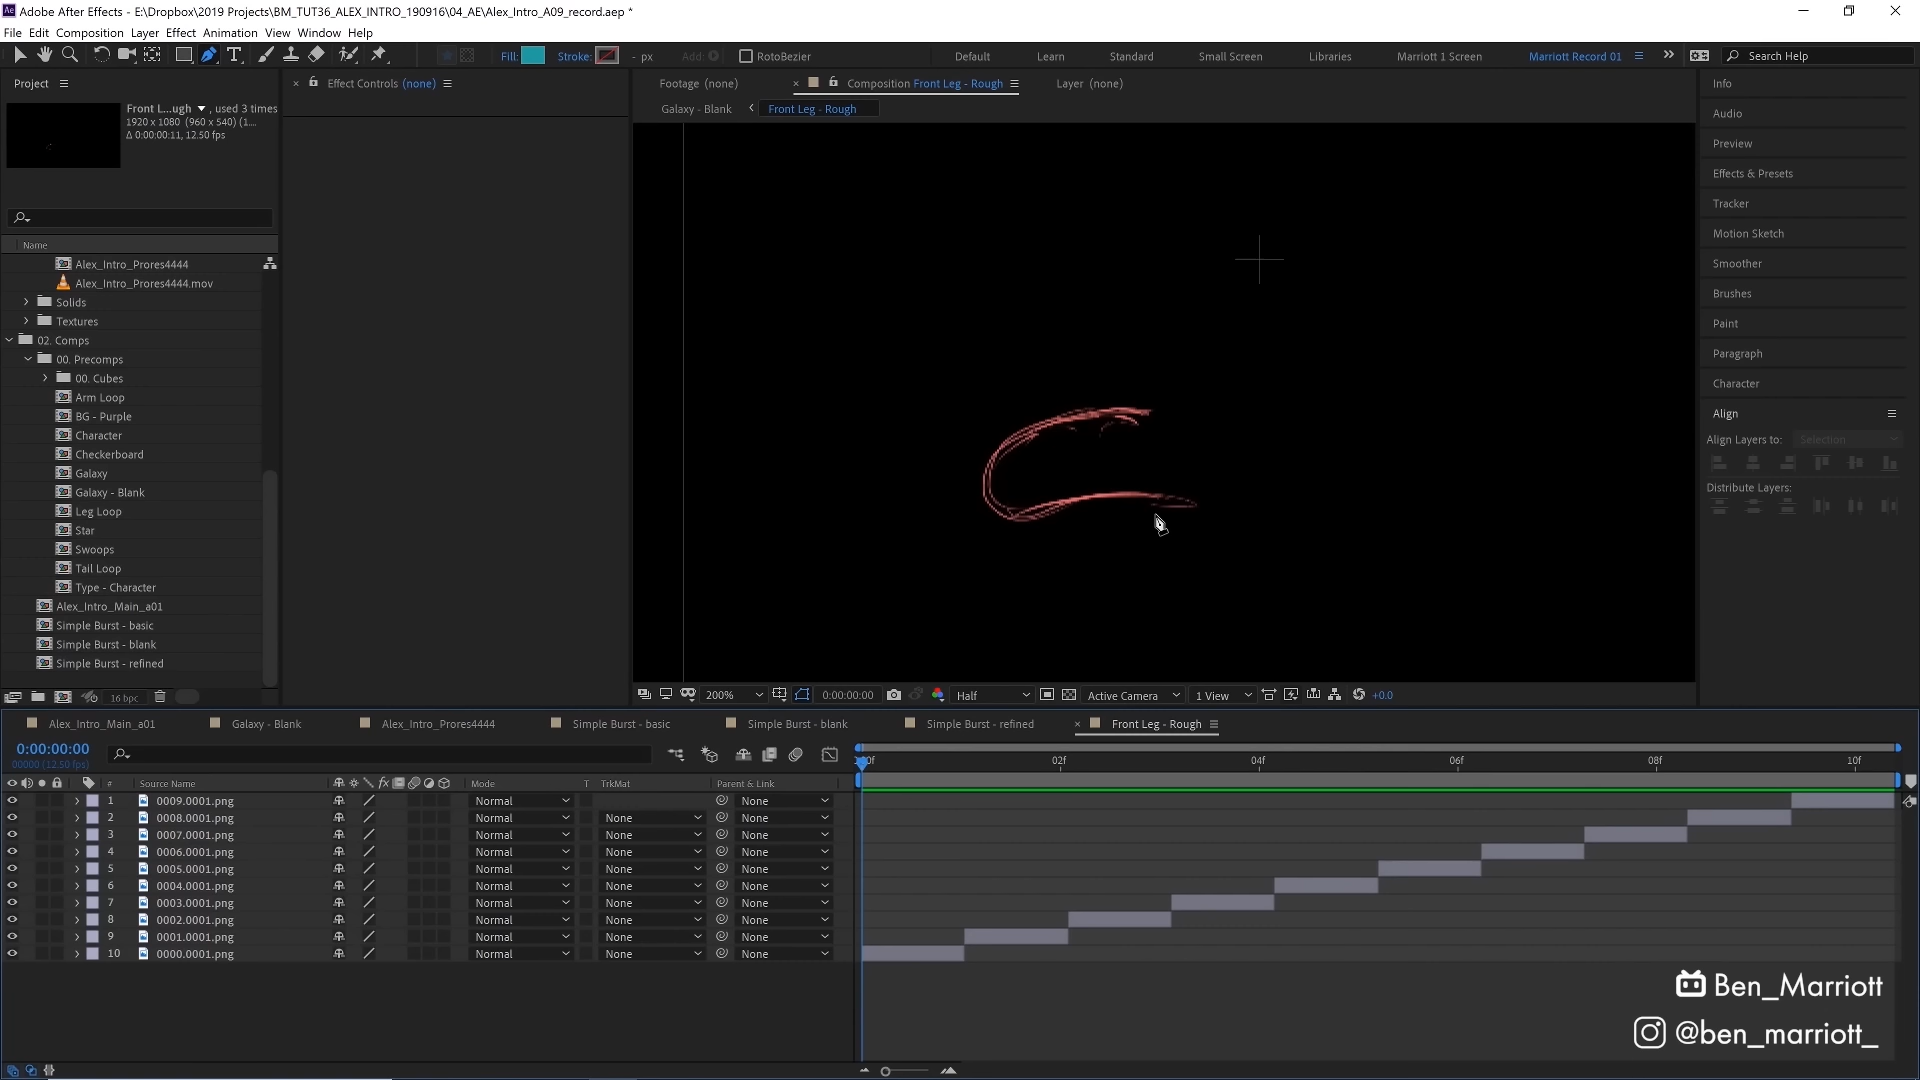 Adobe After Effects - E:\Dropbox\2019 Projects\BM_TUT36_ALEX_INTRO_190916\04_AE\Alex_Intro_A09_record.aep *
File Edit Composition Layer Effect Animation View Window Help
Fill: Stroke: - px Add: RotoBezier Default Learn Standard Small Screen Libraries Marriott 1 Screen Marriott Record 01 Search Help
Project
Effect Controls (none)
Footage (none) Composition Front Leg - Rough Layer (none)
Galaxy - Blank Front Leg - Rough
Front L...ugh , used 3 times
1920 x 1080 (960 x 540) (1...
Δ 0:00:00:11, 12.50 fps
Name
Alex_Intro_Prores4444
Alex_Intro_Prores4444.mov
Solids
Textures
02. Comps
00. Precomps
00. Cubes
Arm Loop
BG - Purple
Character
Checkerboard
Galaxy
Galaxy - Blank
Leg Loop
Star
Swoops
Tail Loop
Type - Character
Alex_Intro_Main_a01
Simple Burst - basic
Simple Burst - blank
Simple Burst - refined
16 bpc
Info
Audio
Preview
Effects & Presets
Tracker
Motion Sketch
Smoother
Brushes
Paint
Paragraph
Character
Align
Align Layers to: Selection
Distribute Layers:
200% 0:00:00:00 Half Active Camera 1 View +0.0
Alex_Intro_Main_a01 Galaxy - Blank Alex_Intro_Prores4444 Simple Burst - basic Simple Burst - blank Simple Burst - refined Front Leg - Rough
0:00:00:00
00000 (12.50 fps)
02f 04f 06f 08f 10f
# Source Name fx Mode T TrkMat Parent & Link
1 0009.0001.png Normal None
2 0008.0001.png Normal None None
3 0007.0001.png Normal None None
4 0006.0001.png Normal None None
5 0005.0001.png Normal None None
6 0004.0001.png Normal None None
7 0003.0001.png Normal None None
8 0002.0001.png Normal None None
9 0001.0001.png Normal None None
10 0000.0001.png Normal None None
Ben_Marriott
@ben_marriott_